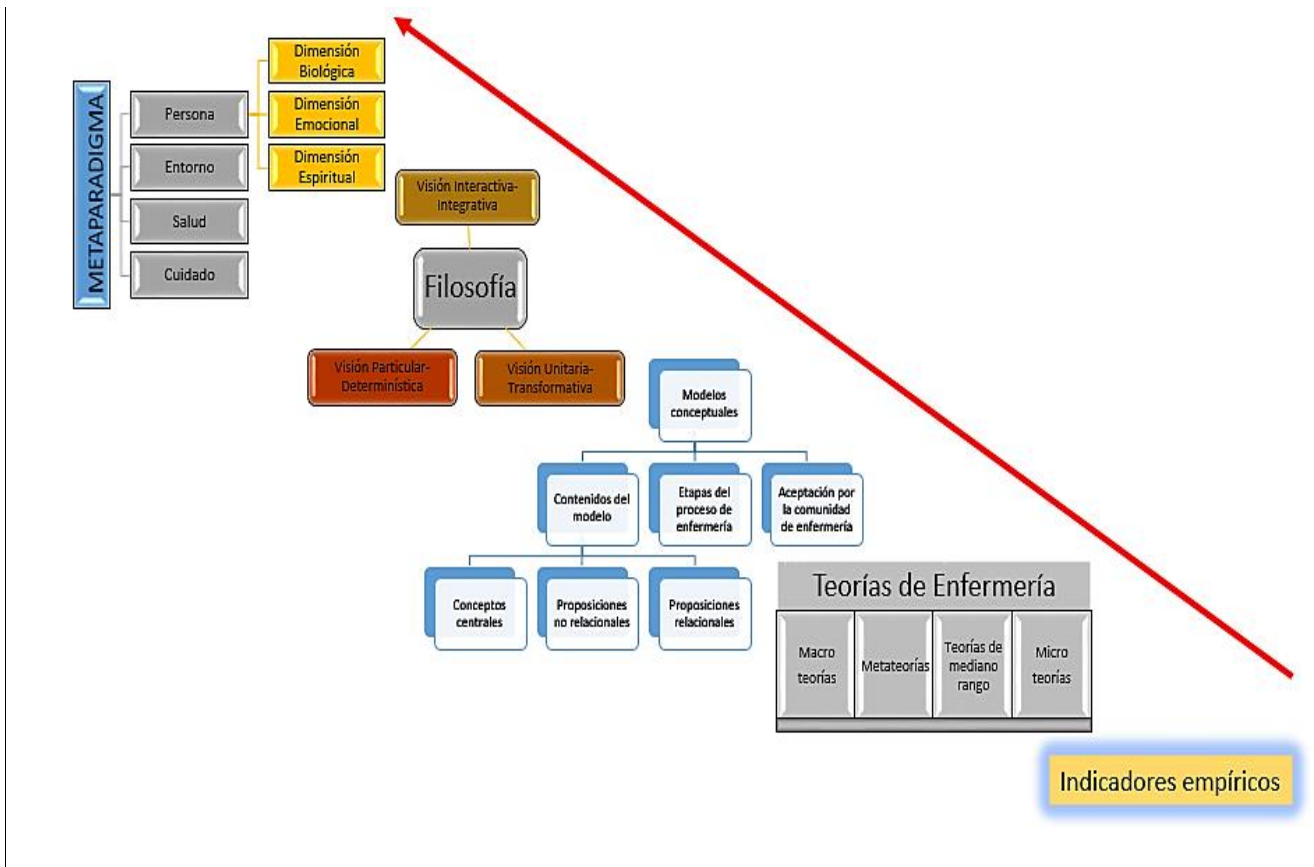 METAPARADIGMA
Persona
Entorno
Salud
Cuidado
Dimensión
Biológica
Dimensión
Emocional
Dimensión
Espiritual
Visión Interactiva-
Integrativa
Filosofía
Visión Particular-
Determinística
Visión Unitaria-
Transformativa
Modelos
conceptuales
Contenidos del
modelo
Etapas del
proceso de
enfermería
Aceptación por
la comunidad
de enfermería
Conceptos
centrales
Proposiciones
no relacionales
Proposiciones
relacionales
Teorías de Enfermería
Macro
teorías
Metateorías
Teorías de
mediano
rango
Micro
teorías
Indicadores empíricos